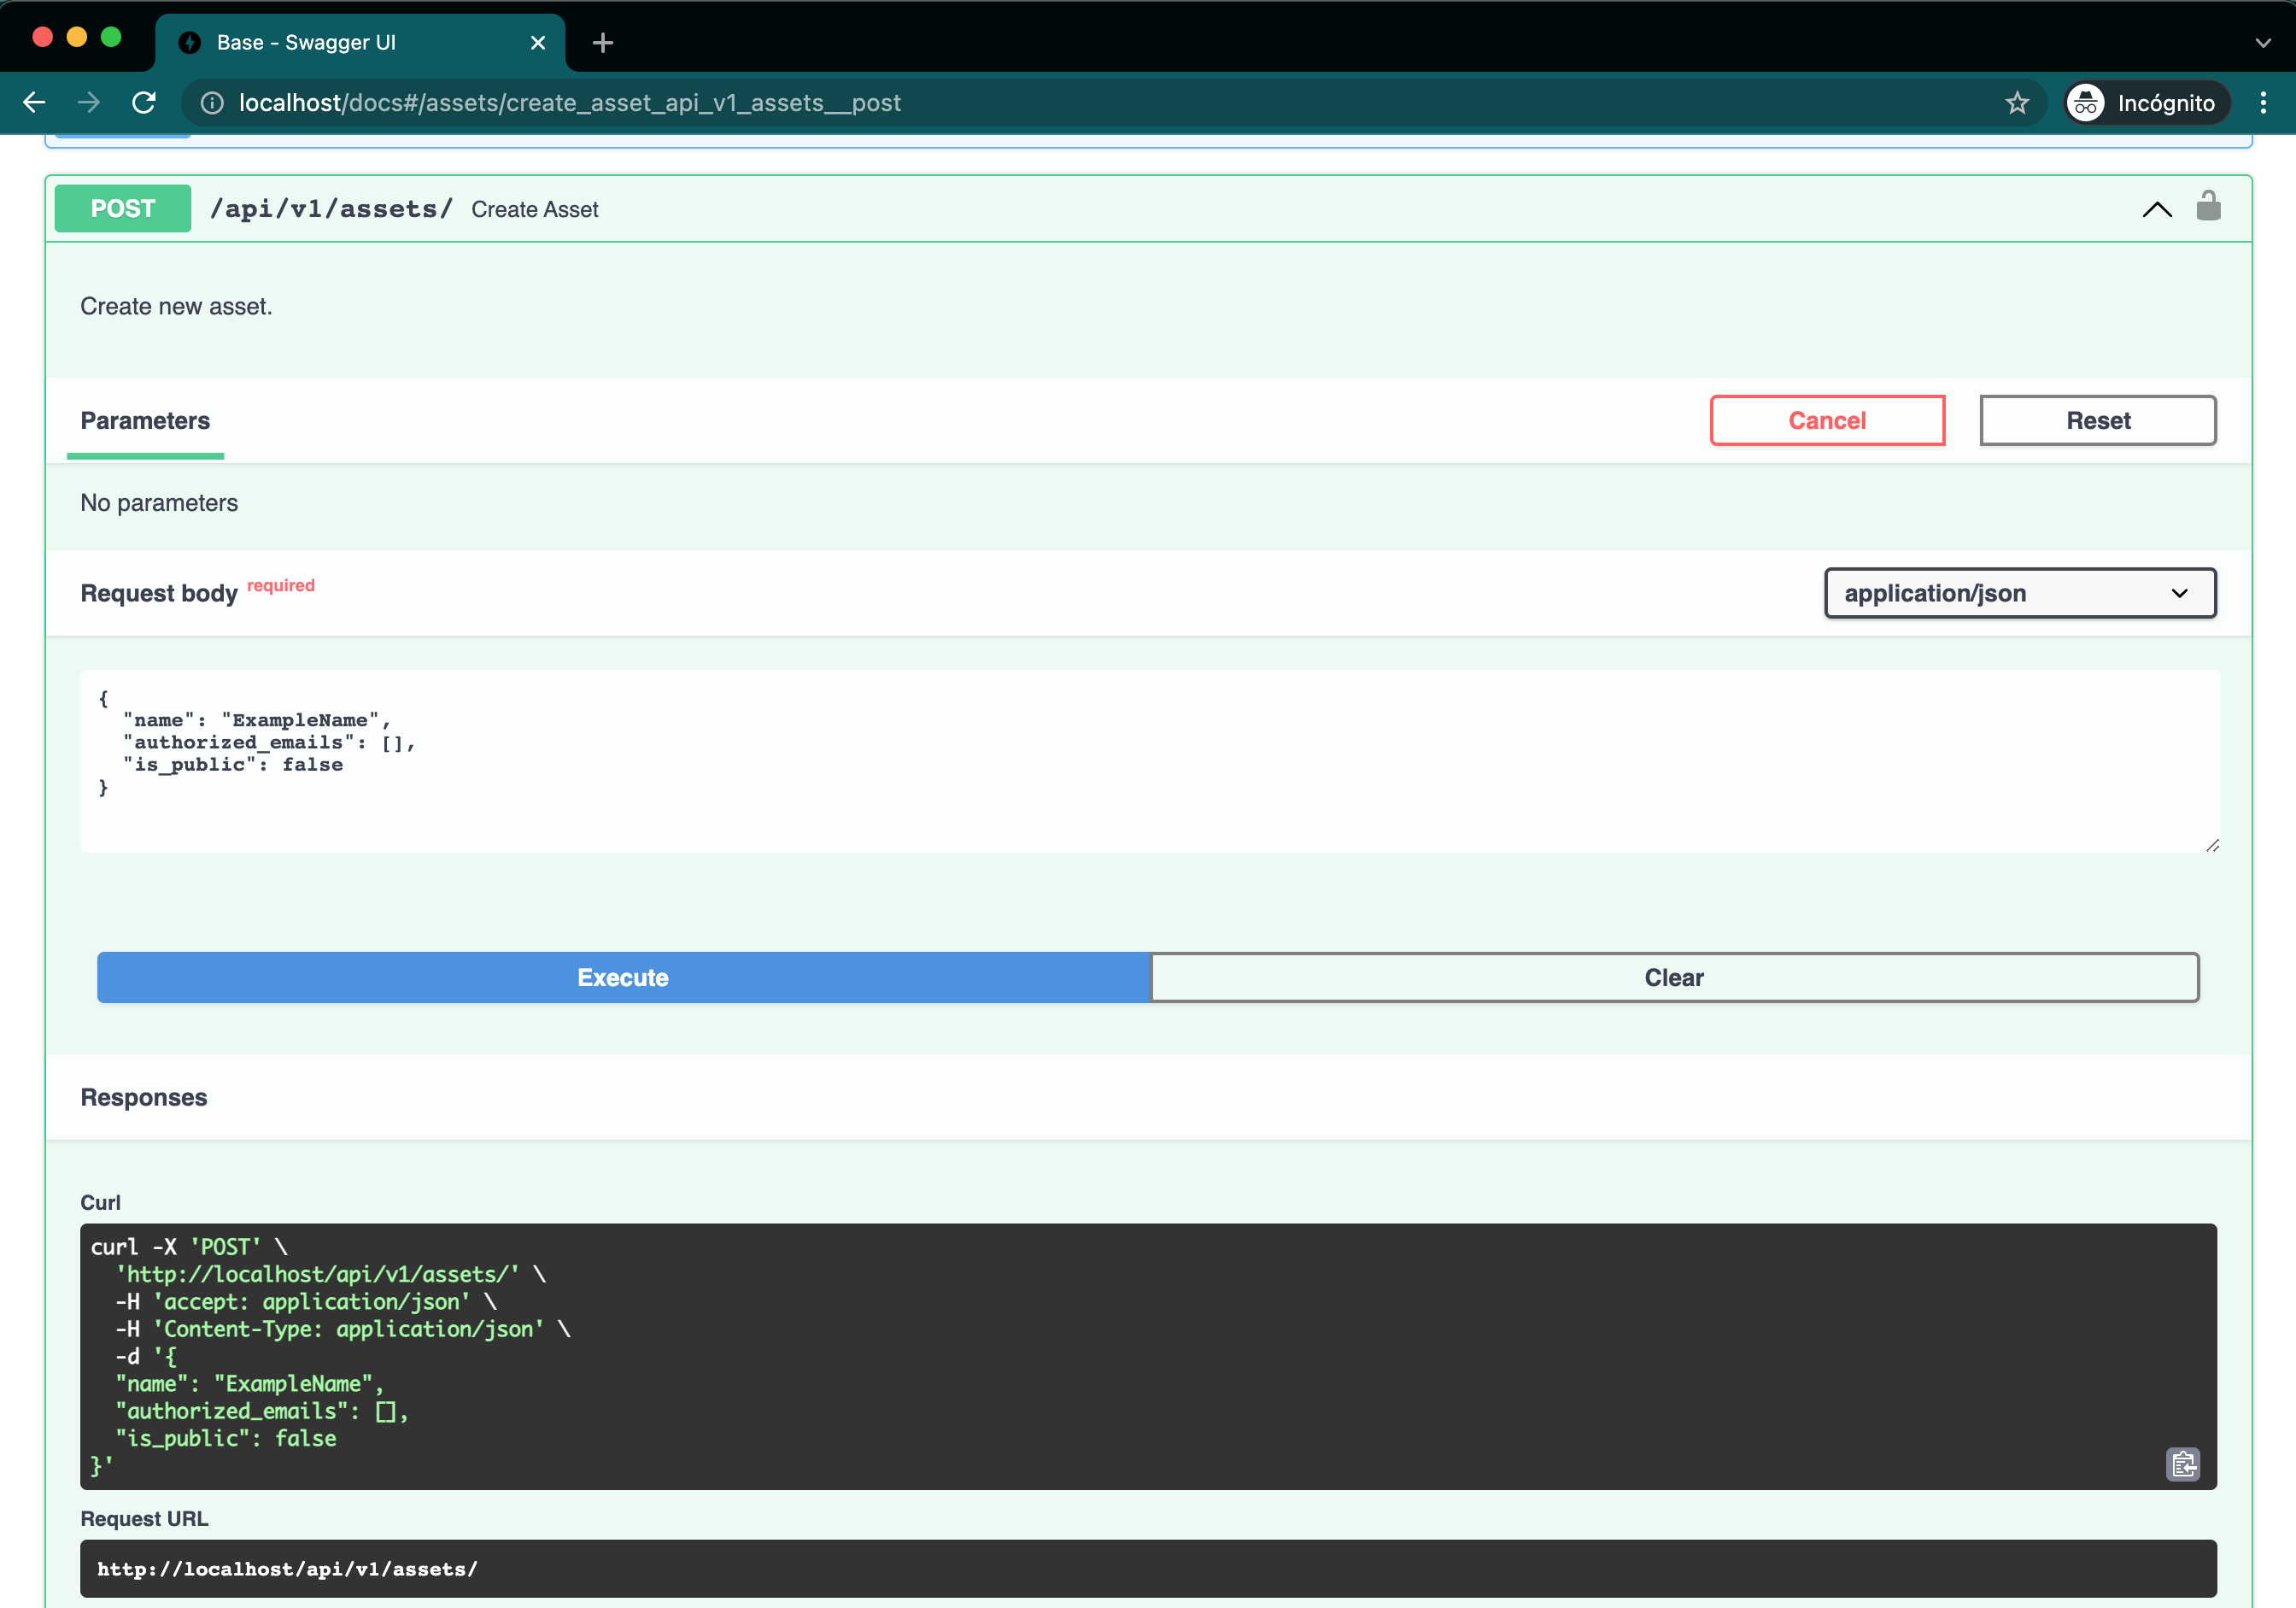 Base - Swagger UI
localhost/docs#/assets/create_asset_api_v1_assets__post
Incógnito
POST /api/v1/assets/ Create Asset
Create new asset.
Parameters
Cancel
Reset
No parameters
Request body required
application/json
{
  "name": "ExampleName",
  "authorized_emails": [],
  "is_public": false
}
Execute
Clear
Responses
Curl
curl -X 'POST' \
  'http://localhost/api/v1/assets/' \
  -H 'accept: application/json' \
  -H 'Content-Type: application/json' \
  -d '{
  "name": "ExampleName",
  "authorized_emails": [],
  "is_public": false
}'
Request URL
http://localhost/api/v1/assets/